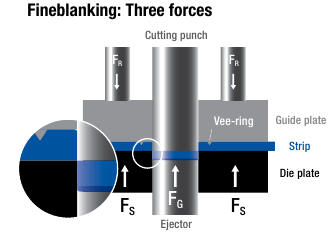 Fineblanking: Three forces
Cutting punch
FR
FR
Vee-ring
Guide plate
Strip
Die plate
FS
FG
FS
Ejector